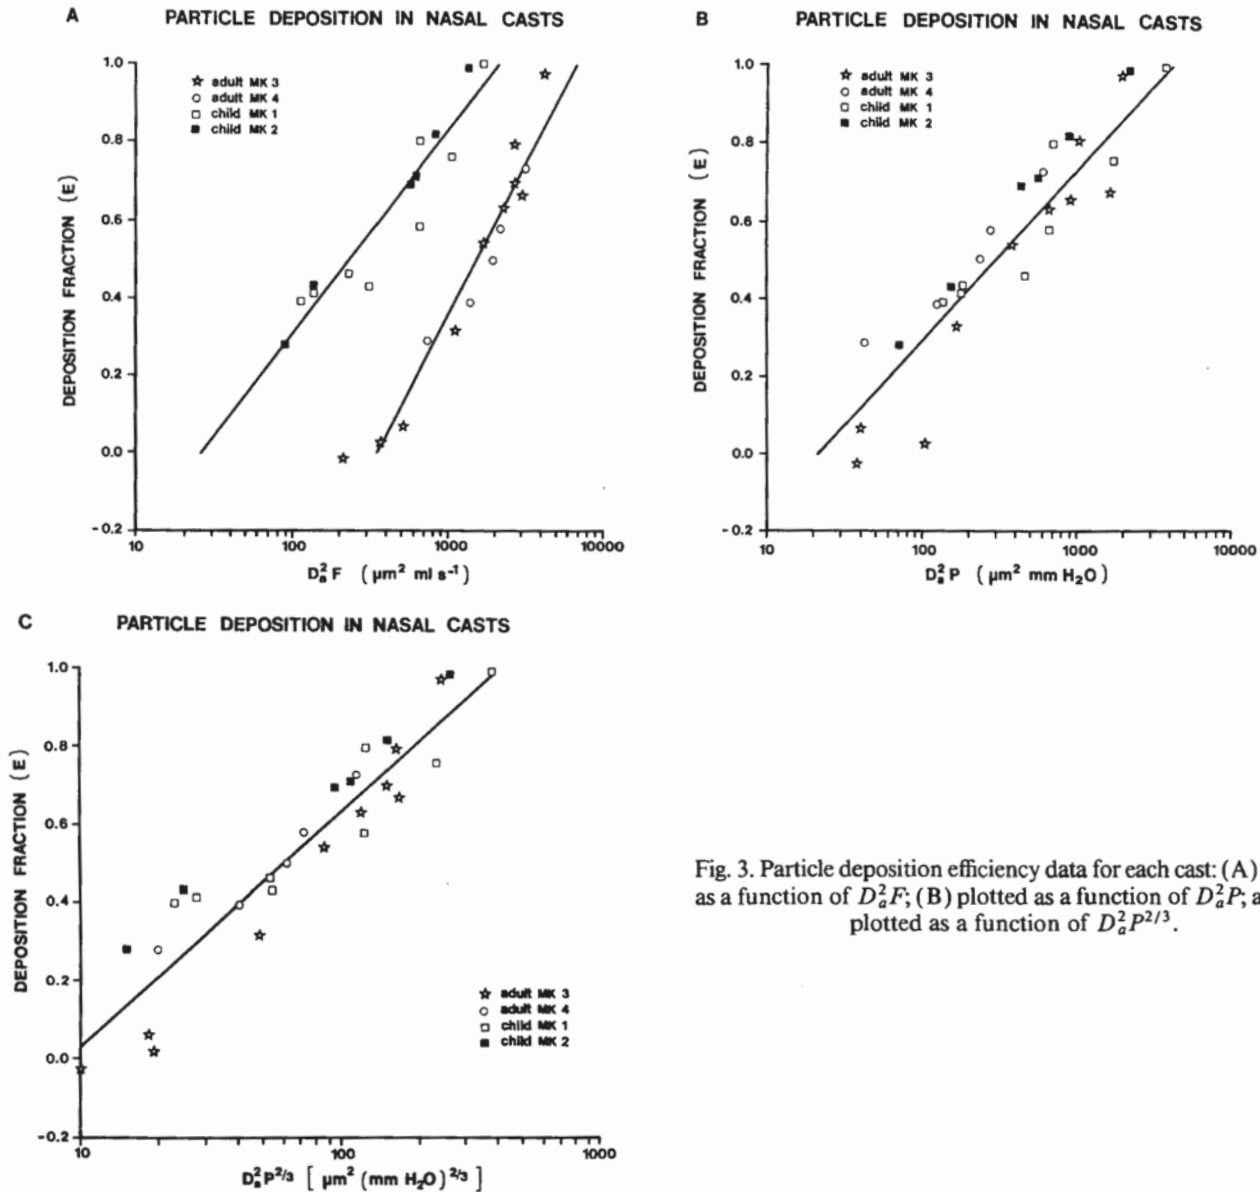 A PARTICLE DEPOSITION IN NASAL CASTS
adult MK 3
adult MK 4
child MK 1
child MK 2
DEPOSITION FRACTION (E)
1.0
0.8
0.6
0.4
0.2
0.0
-0.2
10 100 1000 10000
Dₐ²F (µm² ml s⁻¹)
B PARTICLE DEPOSITION IN NASAL CASTS
adult MK 3
adult MK 4
child MK 1
child MK 2
DEPOSITION FRACTION (E)
1.0
0.8
0.6
0.4
0.2
0.0
-0.2
10 100 1000 10000
Dₐ²P (µm² mm H₂O)
C PARTICLE DEPOSITION IN NASAL CASTS
DEPOSITION FRACTION (E)
1.0
0.8
0.6
0.4
0.2
0.0
-0.2
adult MK 3
adult MK 4
child MK 1
child MK 2
10 100 1000
Dₐ²P²/³ [µm² (mm H₂O)²/³]
Fig. 3. Particle deposition efficiency data for each cast: (A)
as a function of Dₐ²F; (B) plotted as a function of Dₐ²P; a
plotted as a function of Dₐ²P²/³.